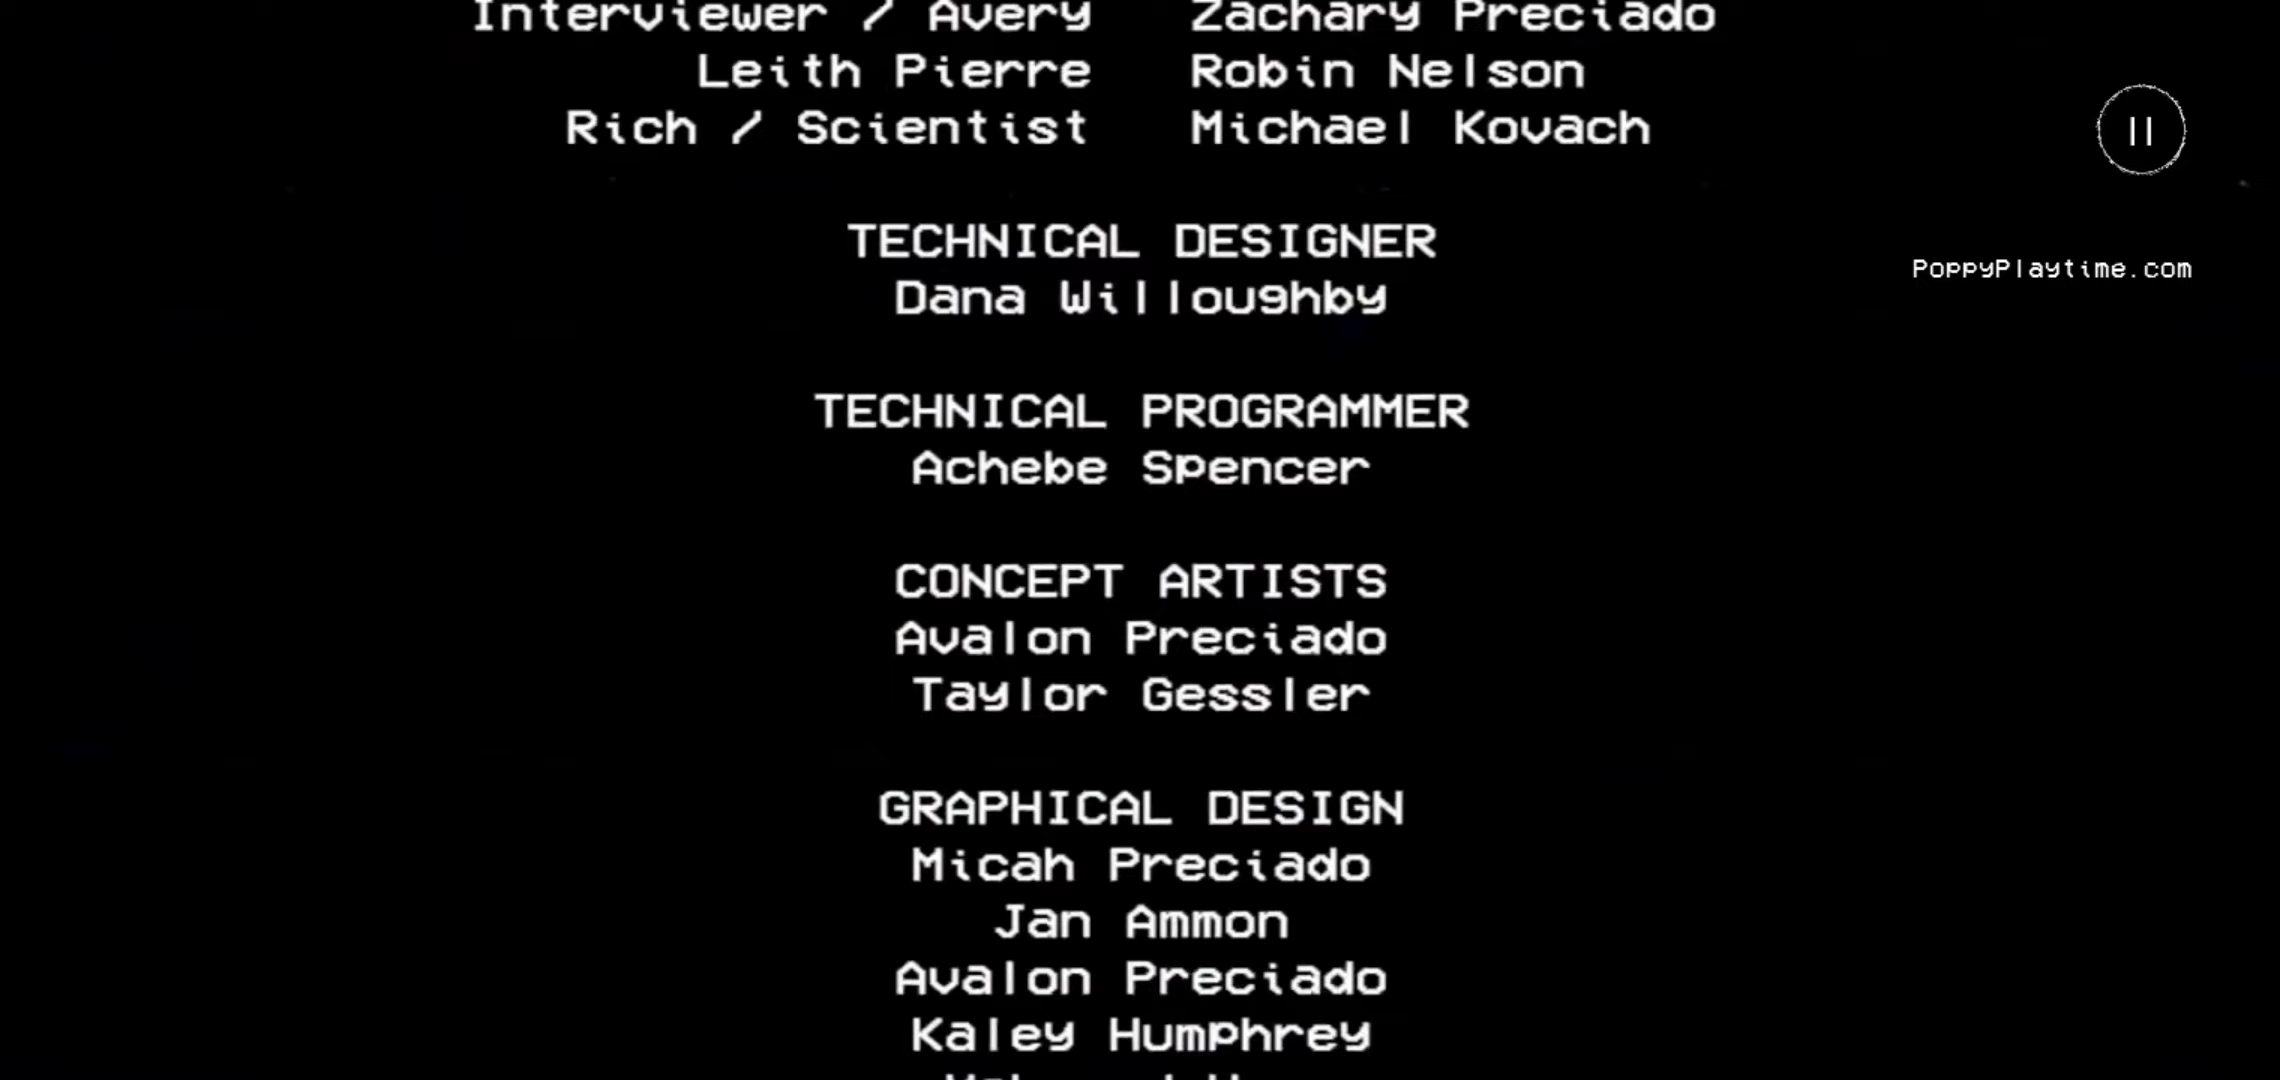 Interviewer / Avery Zachary Preciado
Leith Pierre Robin Nelson
Rich / Scientist Michael Kovach
TECHNICAL DESIGNER
Dana Willoughby
PoppyPlaytime.com
TECHNICAL PROGRAMMER
Achebe Spencer
CONCEPT ARTISTS
Avalon Preciado
Taylor Gessler
GRAPHICAL DESIGN
Micah Preciado
Jan Ammon
Avalon Preciado
Kaley Humphrey